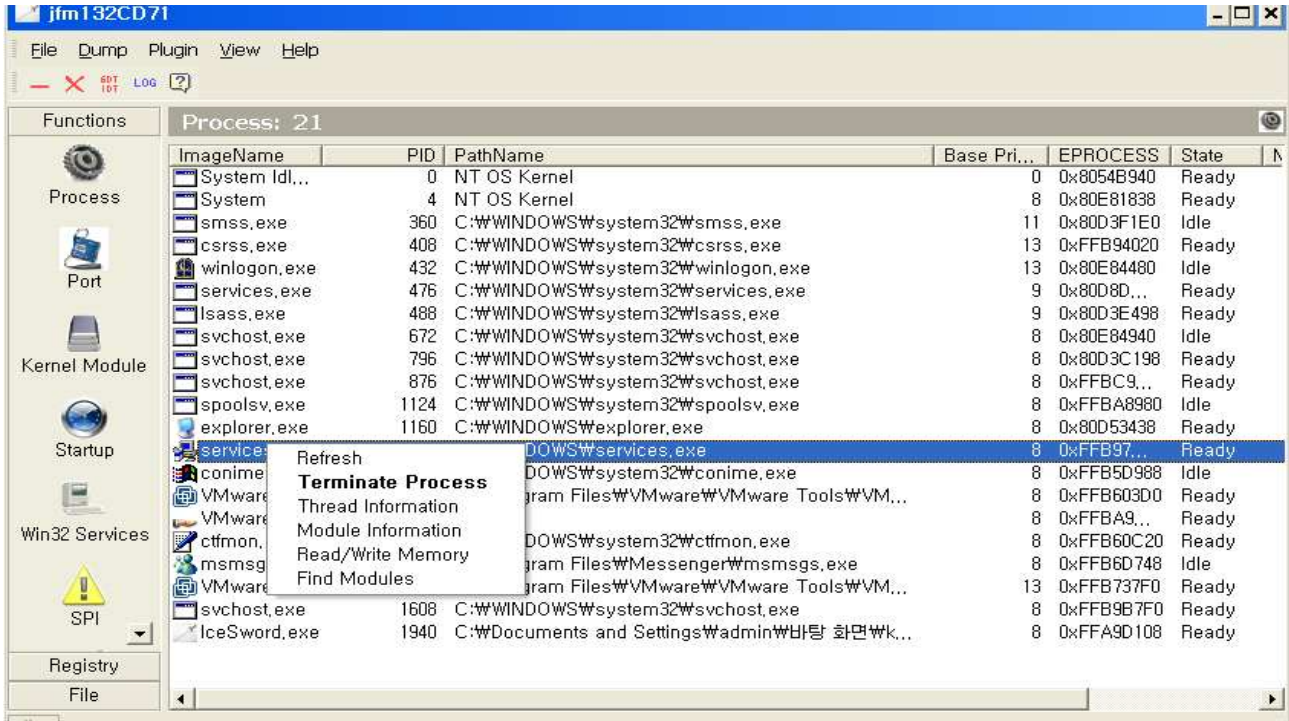 jfm132CD71
File Dump Plugin View Help
GDT IDT LOG
Functions
Process: 21
ImageName PID PathName Base Pri... EPROCESS State
System Idl... 0 NT OS Kernel 0 0x8054B940 Ready
Process
System 4 NT OS Kernel 8 0x80E81838 Ready
smss.exe 360 C:₩WINDOWS₩system32₩smss.exe 11 0x80D3F1E0 Idle
csrss.exe 408 C:₩WINDOWS₩system32₩csrss.exe 13 0xFFB94020 Ready
winlogon.exe 432 C:₩WINDOWS₩system32₩winlogon.exe 13 0x80E84480 Idle
Port
services.exe 476 C:₩WINDOWS₩system32₩services.exe 9 0x80D8D... Ready
lsass.exe 488 C:₩WINDOWS₩system32₩lsass.exe 9 0x80D3E498 Ready
svchost.exe 672 C:₩WINDOWS₩system32₩svchost.exe 8 0x80E84940 Idle
Kernel Module
svchost.exe 796 C:₩WINDOWS₩system32₩svchost.exe 8 0x80D3C198 Ready
svchost.exe 876 C:₩WINDOWS₩system32₩svchost.exe 8 0xFFBC9... Ready
spoolsv.exe 1124 C:₩WINDOWS₩system32₩spoolsv.exe 8 0xFFBA8980 Idle
explorer.exe 1160 C:₩WINDOWS₩explorer.exe 8 0x80D53438 Ready
Startup
services DOWS₩services.exe 8 0xFFB97... Ready
conime DOWS₩system32₩conime.exe 8 0xFFB5D988 Idle
VMware gram Files₩VMware₩VMware Tools₩VM... 8 0xFFB603D0 Ready
VMware 8 0xFFBA9... Ready
Win32 Services
ctfmon. DOWS₩system32₩ctfmon.exe 8 0xFFB60C20 Ready
msmsg gram Files₩Messenger₩msmsgs.exe 8 0xFFB6D748 Idle
VMware gram Files₩VMware₩VMware Tools₩VM... 13 0xFFB737F0 Ready
svchost.exe 1608 C:₩WINDOWS₩system32₩svchost.exe 8 0xFFB9B7F0 Ready
SPI
IceSword.exe 1940 C:₩Documents and Settings₩admin₩바탕 화면₩k... 8 0xFFA9D108 Ready
Refresh
Terminate Process
Thread Information
Module Information
Read/Write Memory
Find Modules
Registry
File